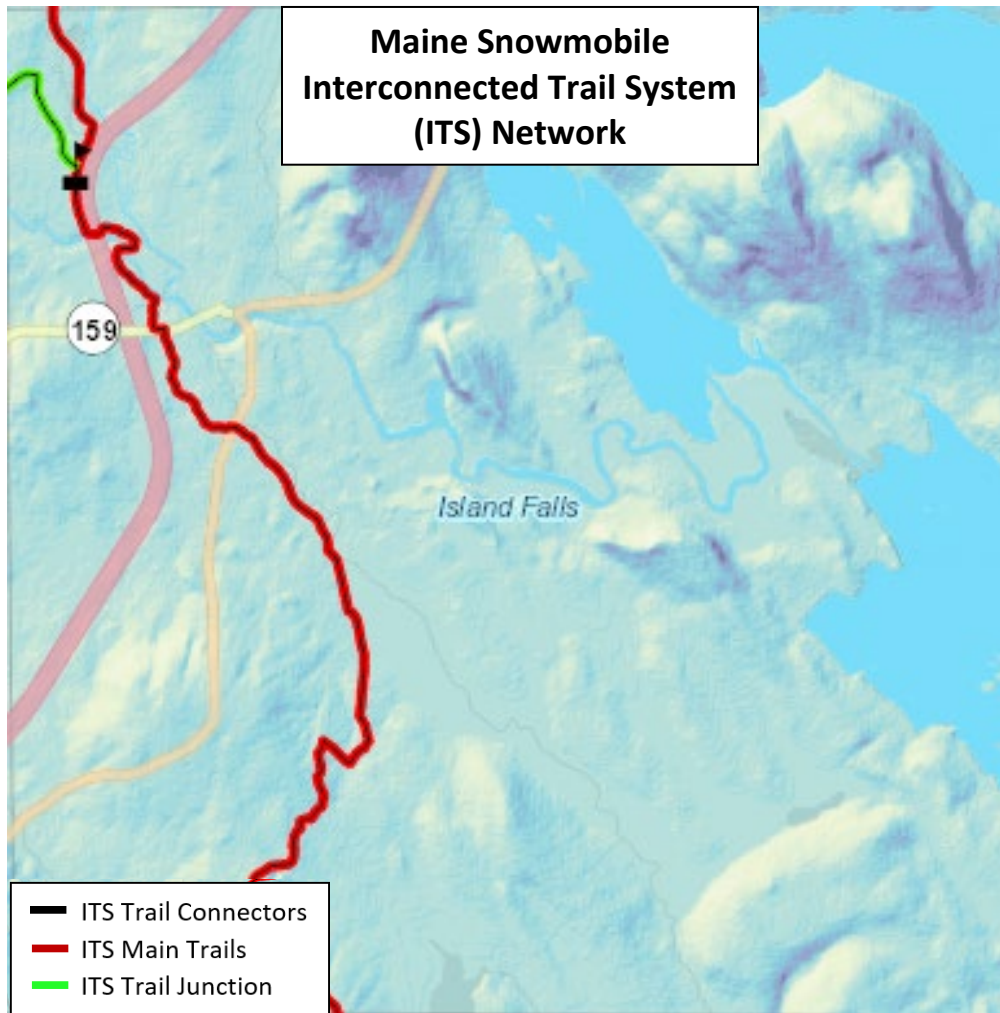 Maine Snowmobile
Interconnected Trail System
(ITS) Network
159
Island Falls
ITS Trail Connectors
ITS Main Trails
ITS Trail Junction